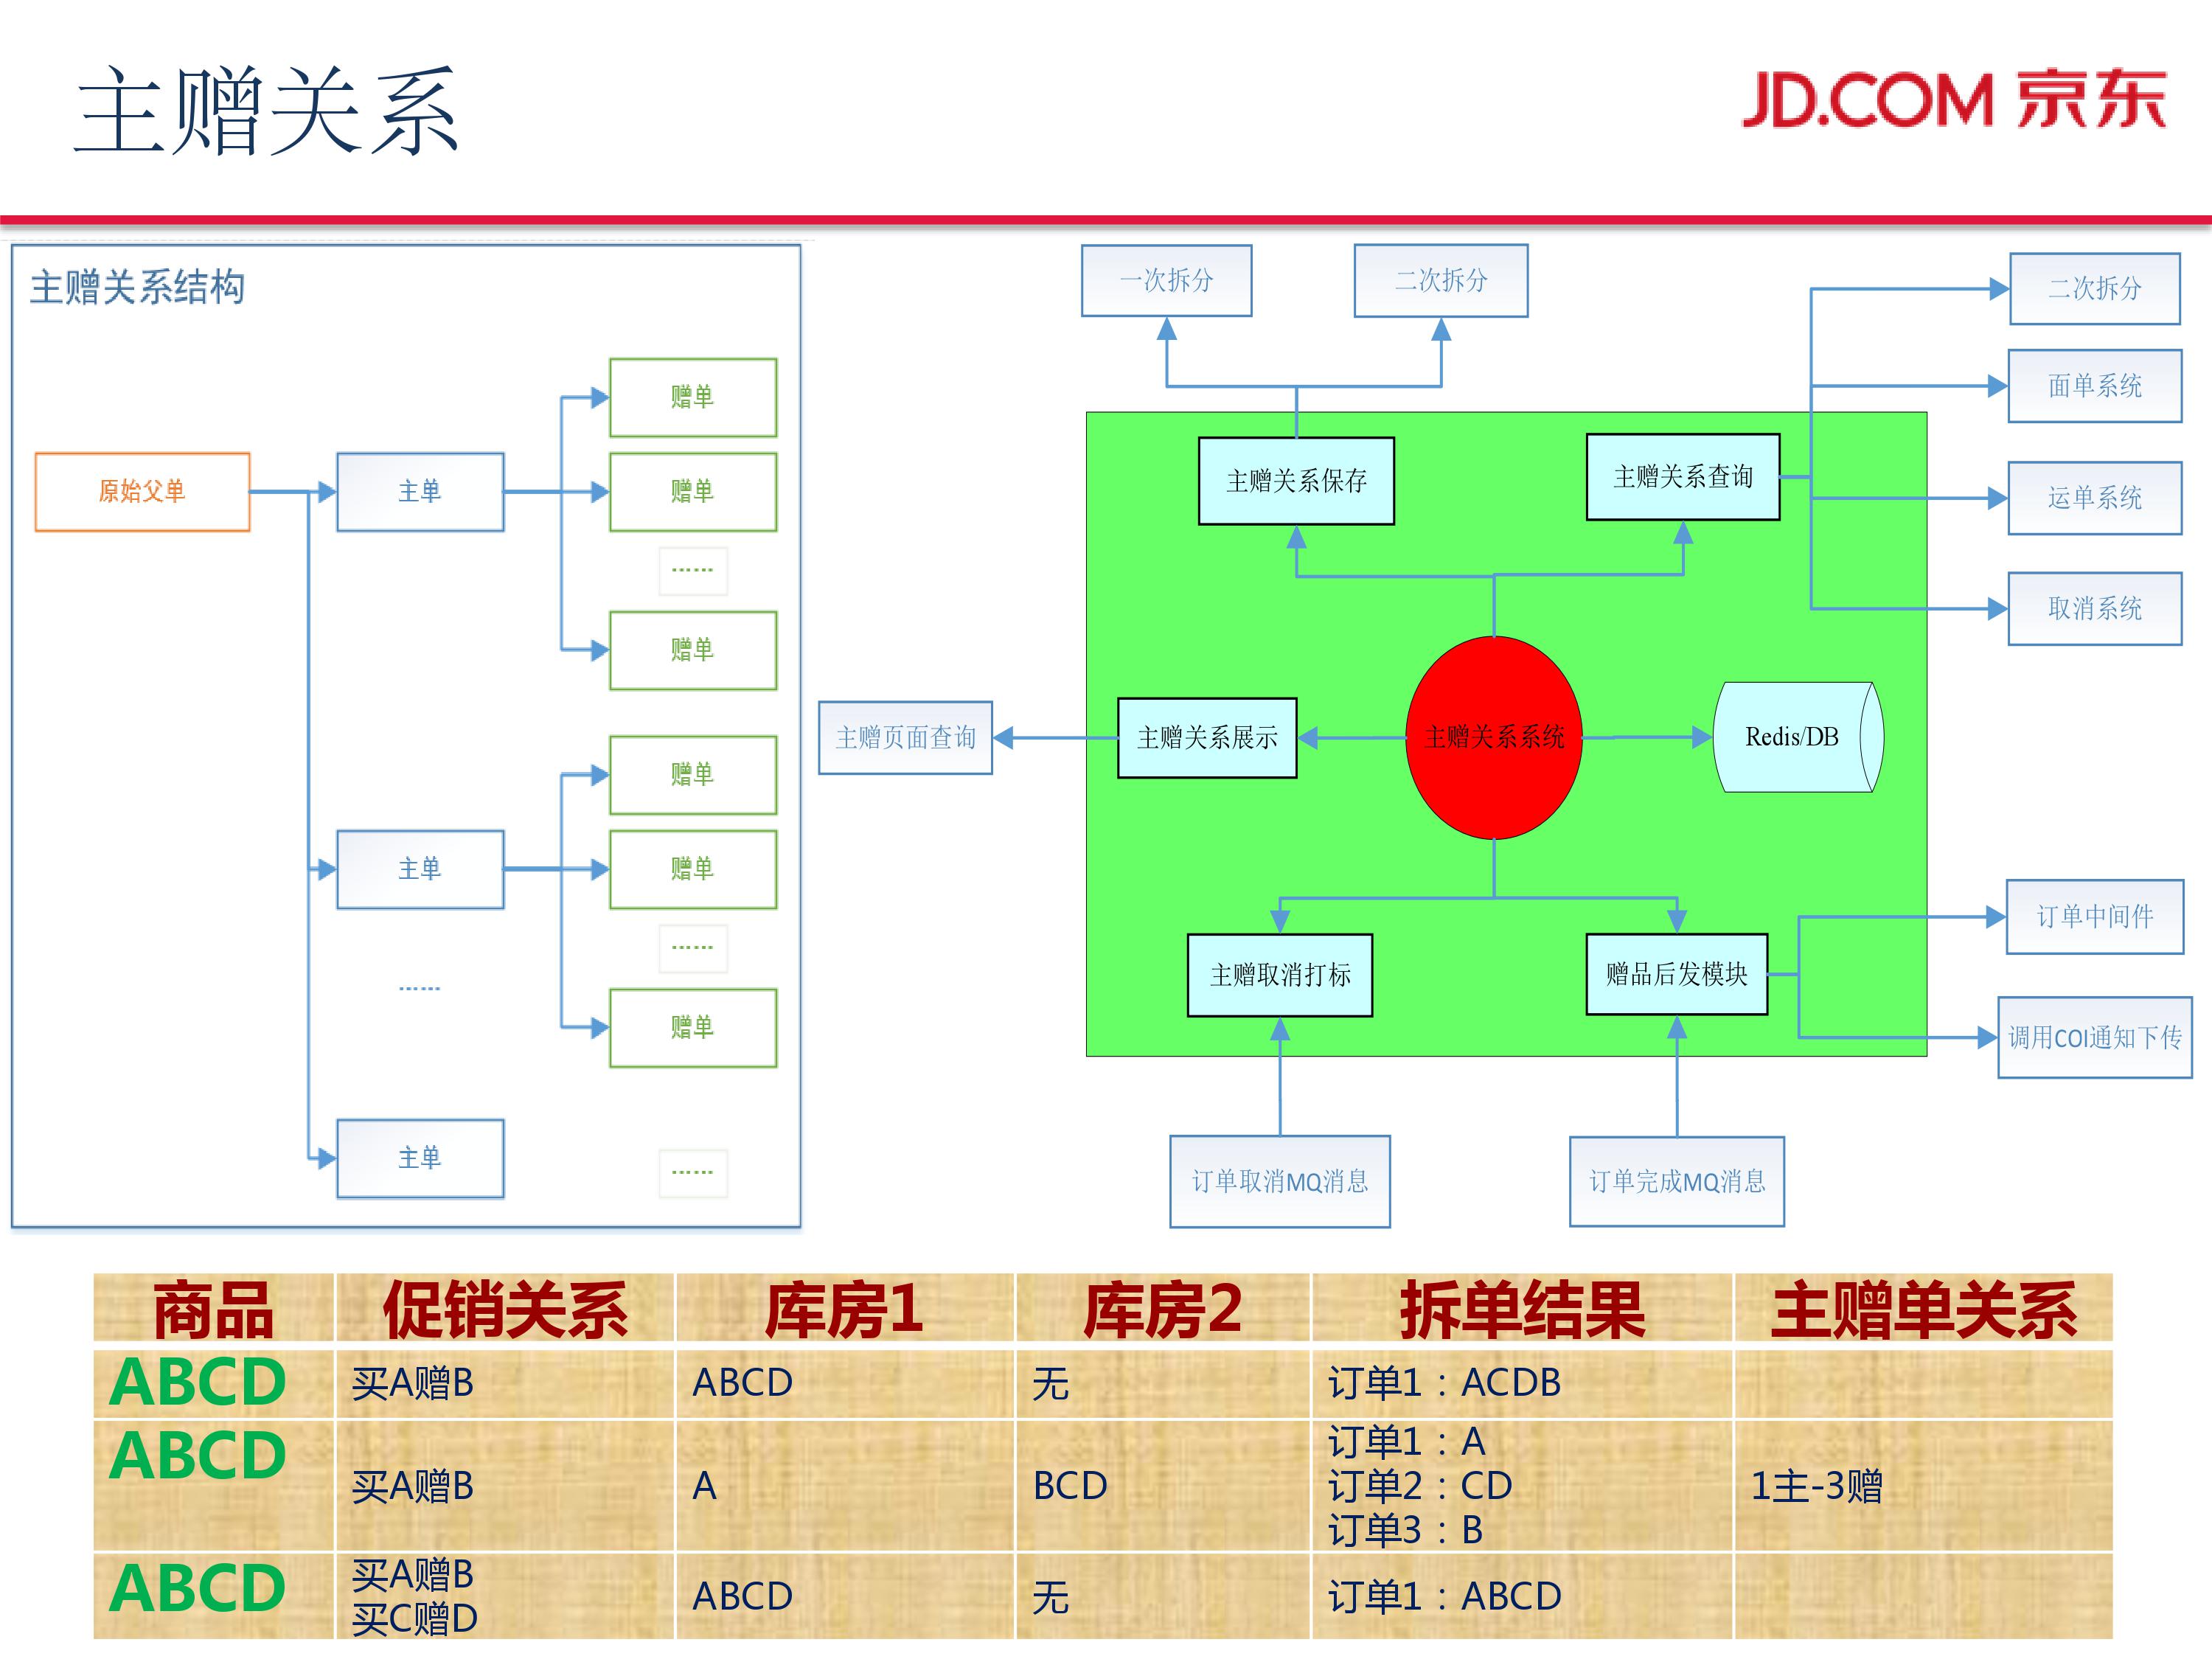 主赠关系
JD.COM 京东
主赠关系结构
原始父单
主单
赠单
赠单
……
赠单
主单
赠单
赠单
……
赠单
……
主单
……
一次拆分
二次拆分
主赠关系保存
主赠关系查询
二次拆分
面单系统
运单系统
取消系统
主赠页面查询
主赠关系展示
主赠关系系统
Redis/DB
主赠取消打标
赠品后发模块
订单中间件
调用COI通知下传
订单取消MQ消息
订单完成MQ消息
商品 促销关系 库房1 库房2 拆单结果 主赠单关系
ABCD 买A赠B ABCD 无 订单1：ACDB
ABCD 买A赠B A BCD 订单1：A
订单2：CD
订单3：B
1主-3赠
ABCD 买A赠B
买C赠D
ABCD 无 订单1：ABCD